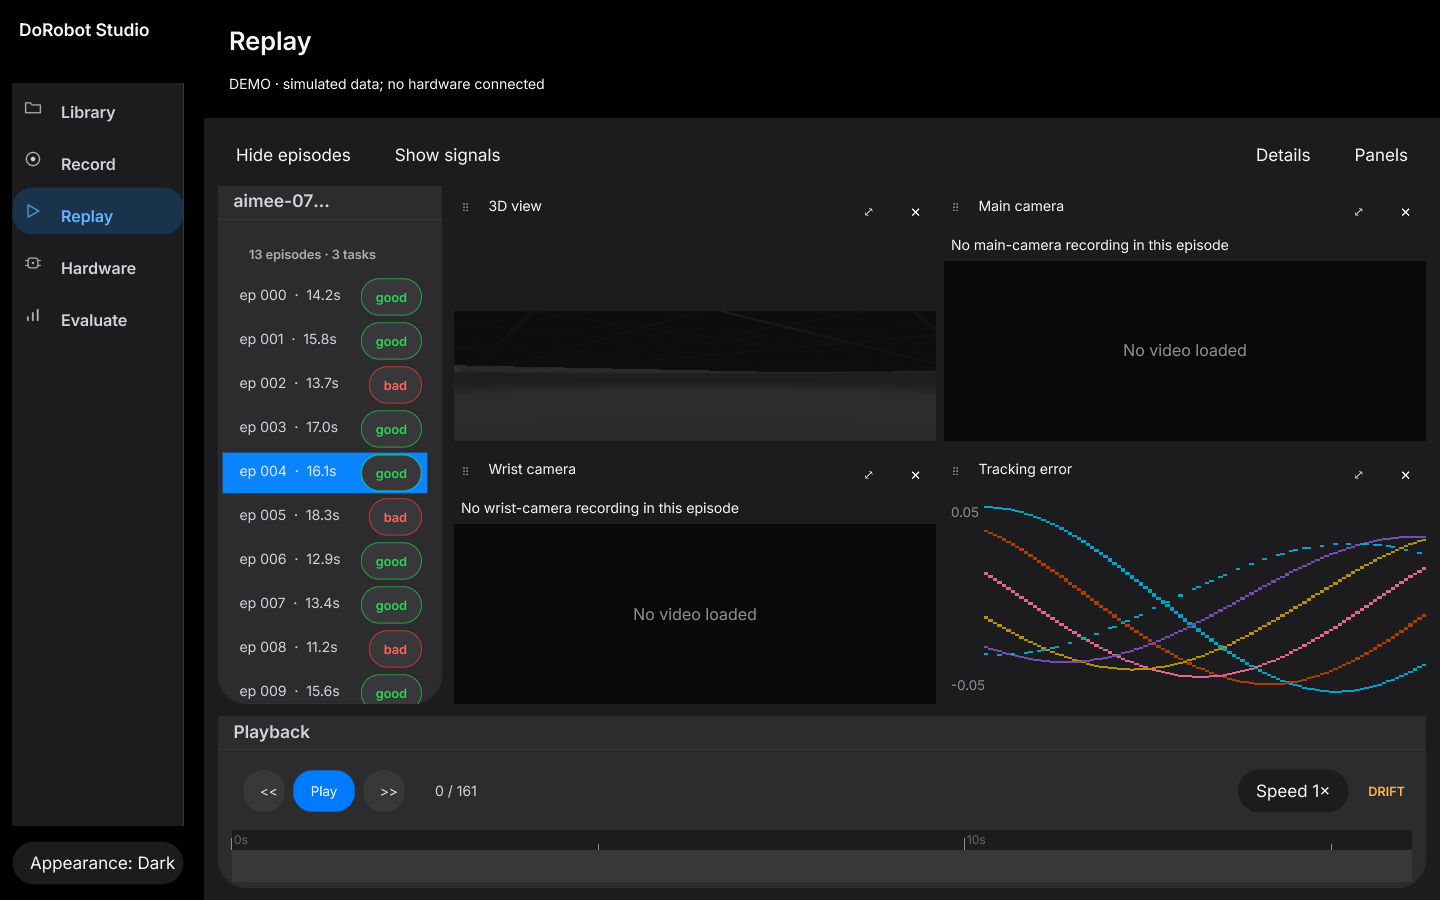 DoRobot Studio
Library
Record
Replay
Hardware
Evaluate
Appearance: Dark
Replay
DEMO · simulated data; no hardware connected
Hide episodes
Show signals
Details
Panels
aimee-07...
13 episodes · 3 tasks
ep 000 · 14.2s good
ep 001 · 15.8s good
ep 002 · 13.7s bad
ep 003 · 17.0s good
ep 004 · 16.1s good
ep 005 · 18.3s bad
ep 006 · 12.9s good
ep 007 · 13.4s good
ep 008 · 11.2s bad
ep 009 · 15.6s good
3D view
Main camera
No main-camera recording in this episode
No video loaded
Wrist camera
No wrist-camera recording in this episode
No video loaded
Tracking error
0.05
-0.05
Playback
<< Play >> 0 / 161
Speed 1×
DRIFT
0s
10s